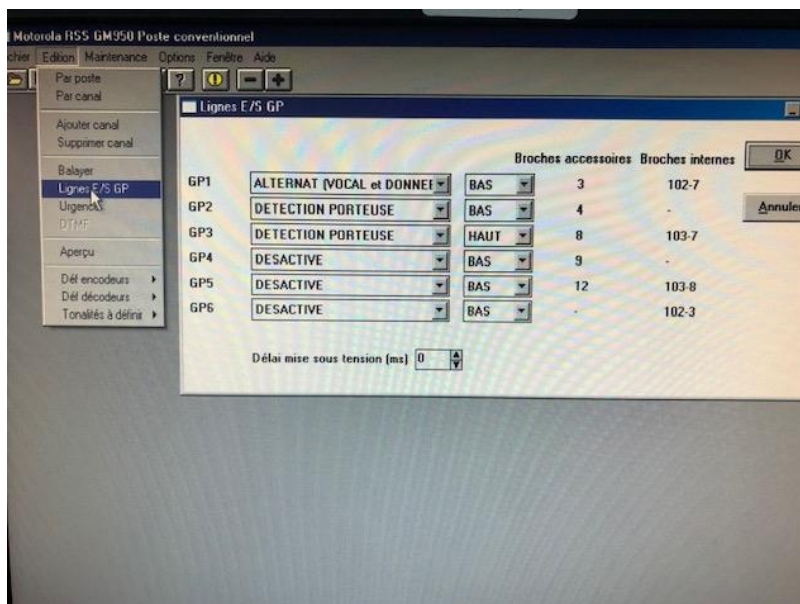 Motorola RSS GM950 Poste conventionnel
chier Edition Maintenance Options Fenêtre Aide
Par poste
Par canal
Ajouter canal
Supprimer canal
Balayer
Lignes E/S GP
Urgences
DTMF
Aperçu
Déf encodeurs
Déf décodeurs
Tonalités à définir
Lignes E/S GP
Broches accessoires Broches internes OK
GP1 ALTERNAT (VOCAL et DONNEE BAS 3 102-7
GP2 DETECTION PORTEUSE BAS 4 - Annuler
GP3 DETECTION PORTEUSE HAUT 8 103-7
GP4 DESACTIVE BAS 9 -
GP5 DESACTIVE BAS 12 103-8
GP6 DESACTIVE BAS - 102-3
Délai mise sous tension (ms) 0